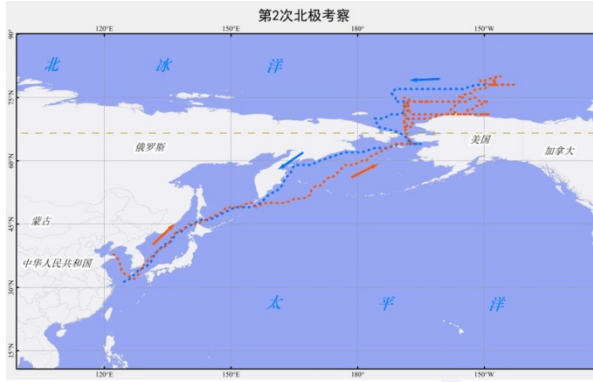 第2次北极考察
120°E 150°E 180° 150°W
90°
北 冰 洋
75°N
俄罗斯
美国
加拿大
60°N
蒙古
45°N
中华人民共和国
30°N
太 平 洋
15°N